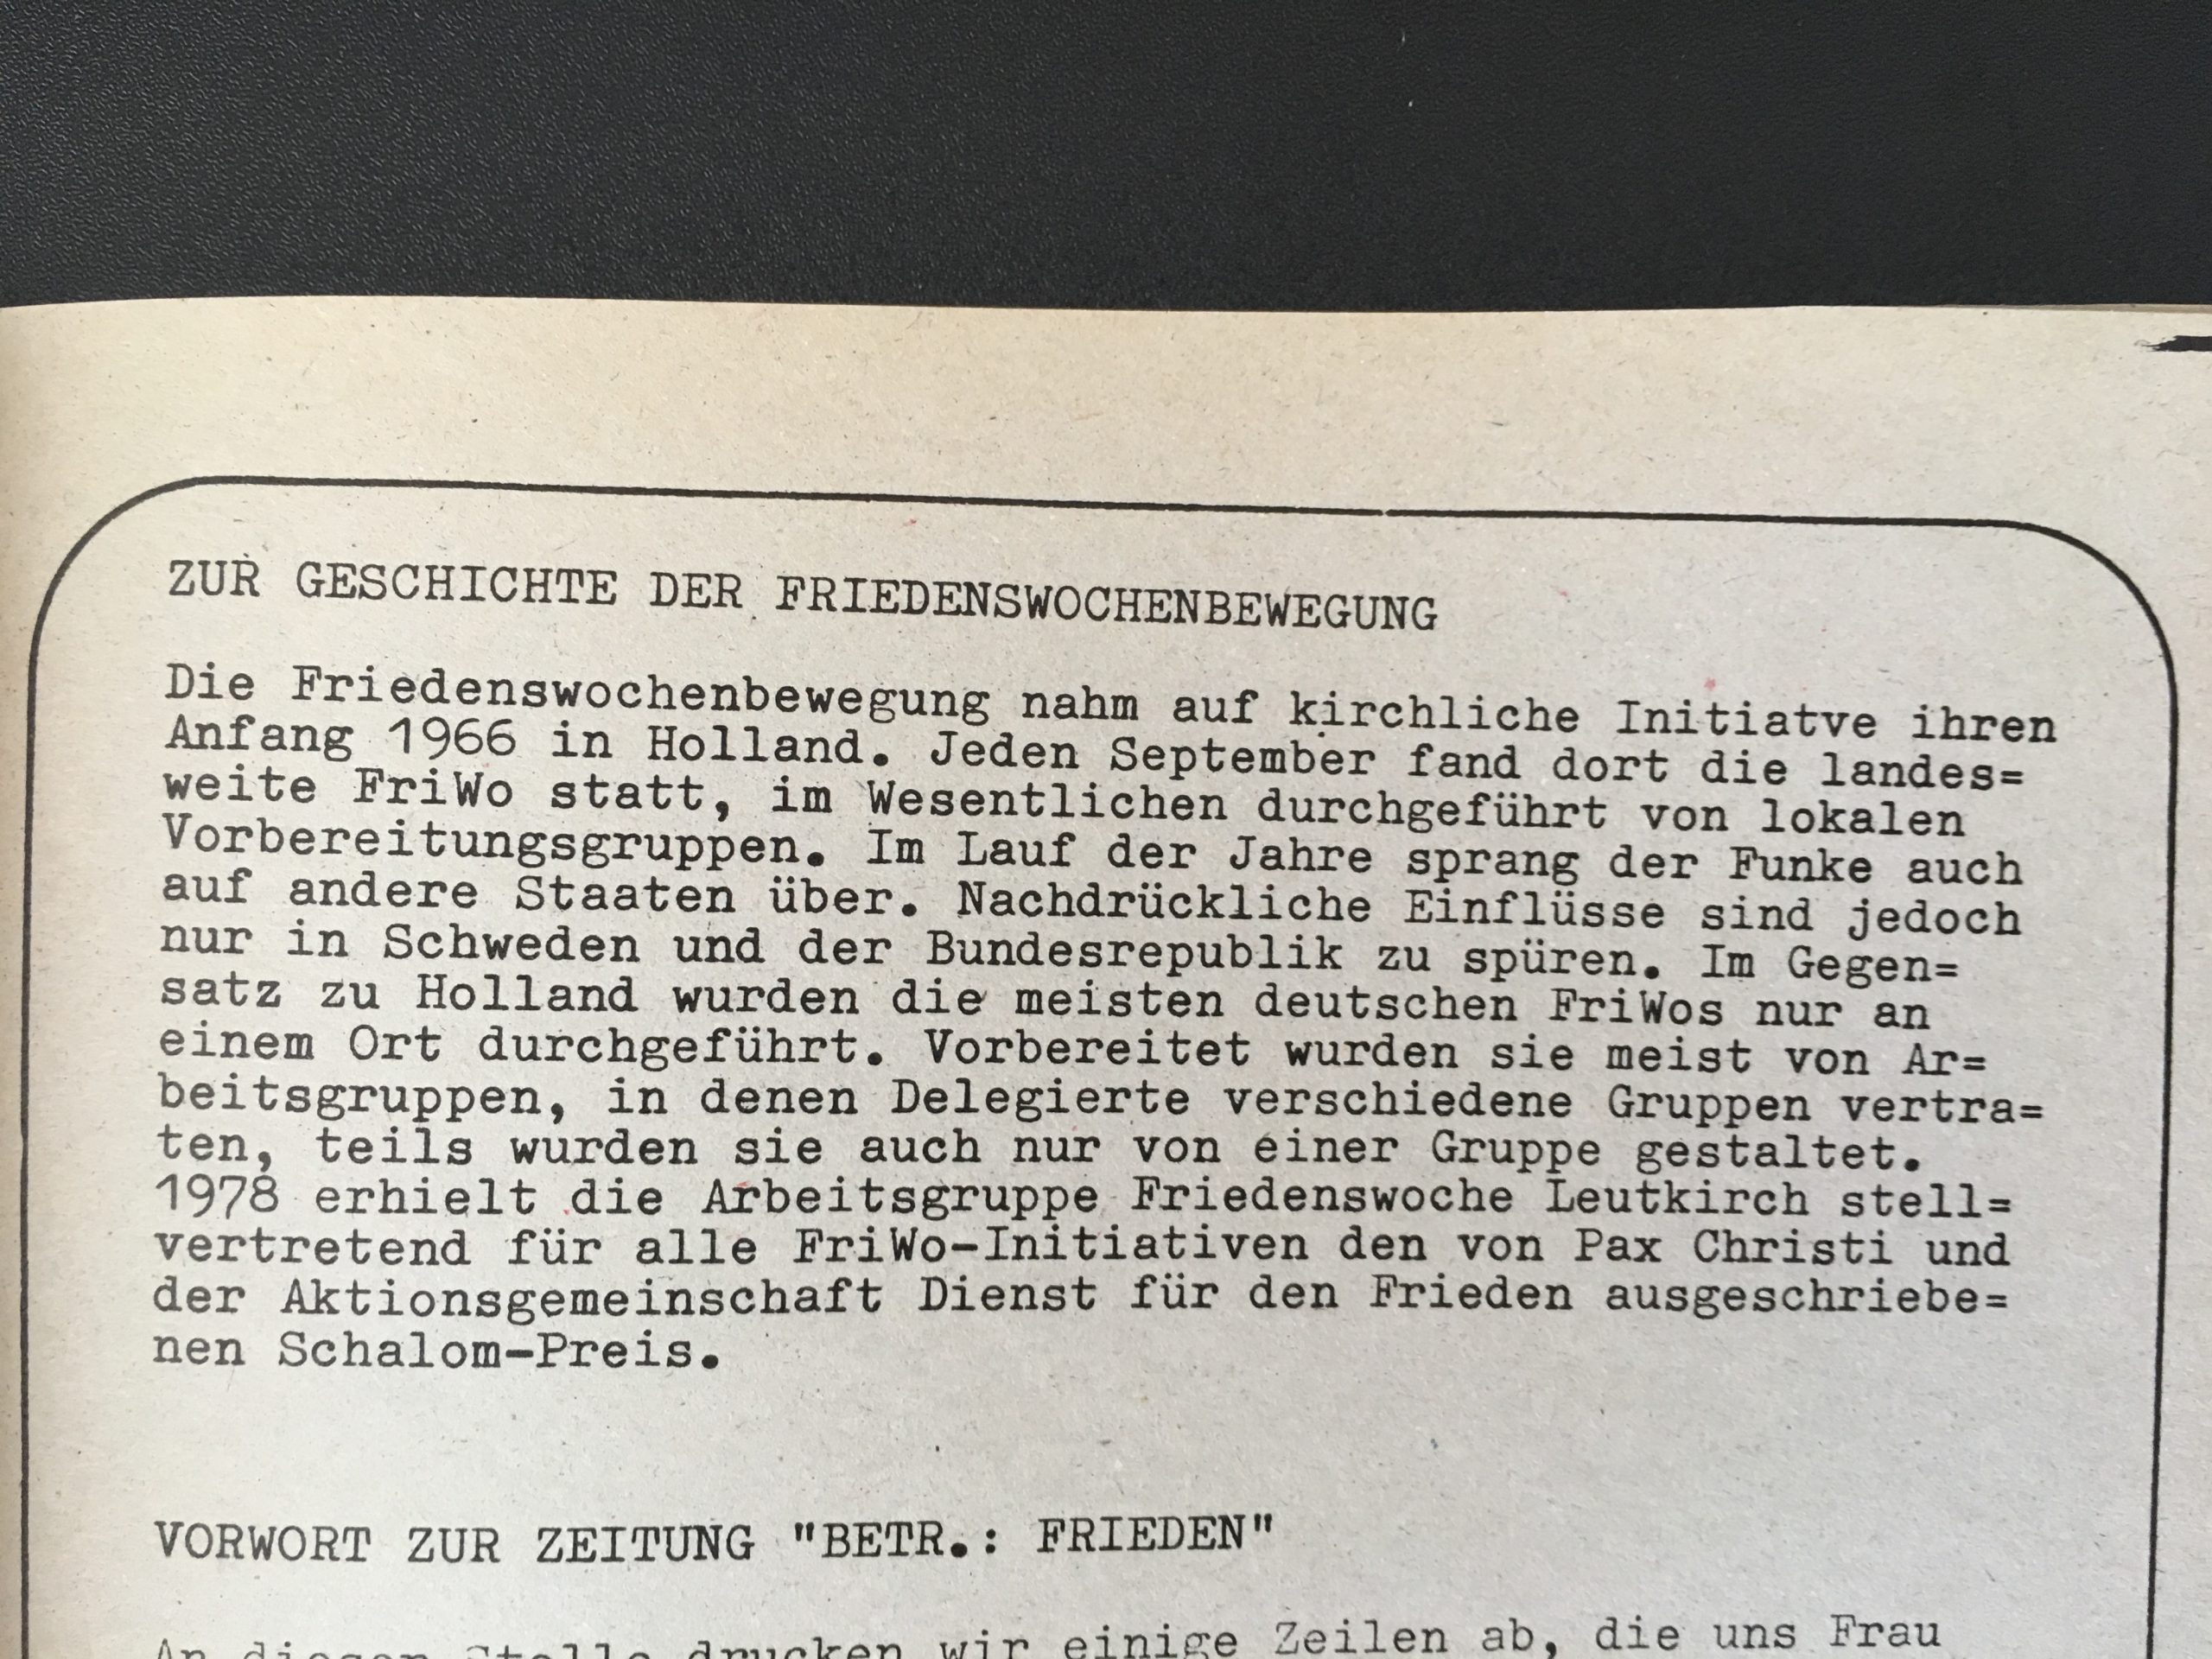 ZUR GESCHICHTE DER FRIEDENSWOCHENBEWEGUNG
Die Friedenswochenbewegung nahm auf kirchliche Initiatve ihren
Anfang 1966 in Holland. Jeden September fand dort die landes=
weite FriWo statt, im Wesentlichen durchgeführt von lokalen
Vorbereitungsgruppen. Im Lauf der Jahre sprang der Funke auch
auf andere Staaten über. Nachdrückliche Einflüsse sind jedoch
nur in Schweden und der Bundesrepublik zu spüren. Im Gegen=
satz zu Holland wurden die meisten deutschen FriWos nur an
einem Ort durchgeführt. Vorbereitet wurden sie meist von Ar=
beitsgruppen, in denen Delegierte verschiedene Gruppen vertra=
ten, teils wurden sie auch nur von einer Gruppe gestaltet.
1978 erhielt die Arbeitsgruppe Friedenswoche Leutkirch stell=
vertretend für alle FriWo-Initiativen den von Pax Christi und
der Aktionsgemeinschaft Dienst für den Frieden ausgeschriebe=
nen Schalom-Preis.
VORWORT ZUR ZEITUNG "BETR.: FRIEDEN"
An dieser Stelle drucken wir einige Zeilen ab, die uns Frau